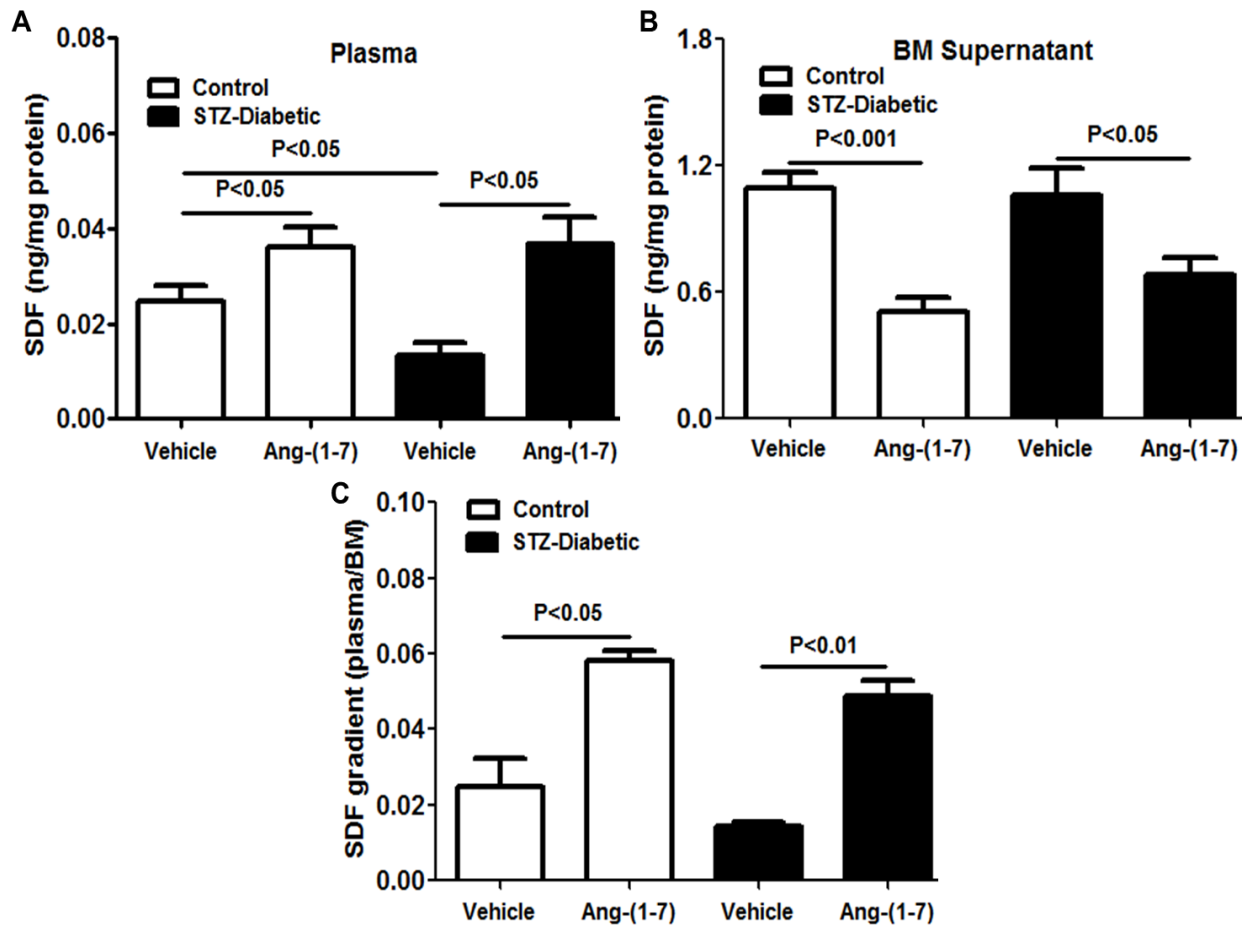 A
Plasma
Control
STZ-Diabetic
SDF (ng/mg protein)
0.08
0.06
0.04
0.02
0.00
P<0.05
P<0.05
P<0.05
Vehicle Ang-(1-7) Vehicle Ang-(1-7)
B
BM Supernatant
Control
STZ-Diabetic
SDF (ng/mg protein)
1.8
1.2
0.6
0.0
P<0.001
P<0.05
Vehicle Ang-(1-7) Vehicle Ang-(1-7)
C
Control
STZ-Diabetic
SDF gradient (plasma/BM)
0.10
0.08
0.06
0.04
0.02
0.00
P<0.05
P<0.01
Vehicle Ang-(1-7) Vehicle Ang-(1-7)